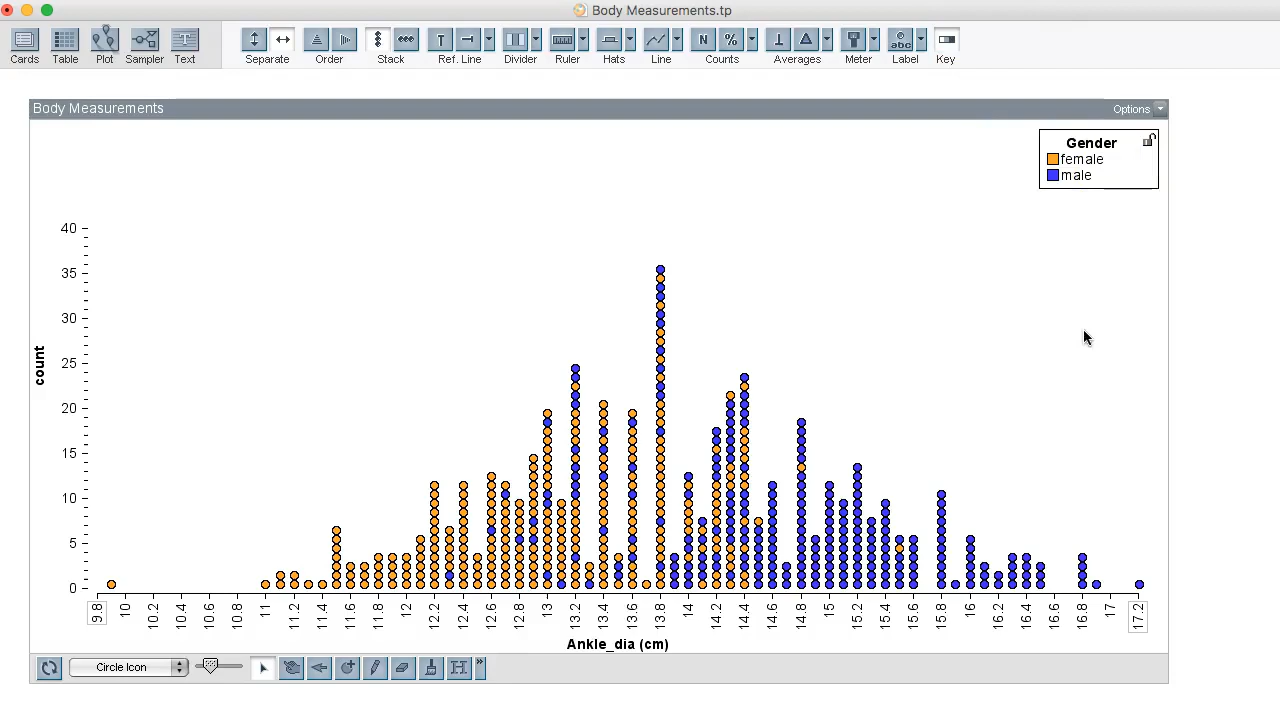 Body Measurements.tp
Cards Table Plot Sampler Text Separate Order Stack Ref. Line Divider Ruler Hats Line Counts Averages Meter Label Key
Body Measurements
Options
Gender
female
male
40
35
30
25
20
15
10
5
0
count
9.8 10 10.2 10.4 10.6 10.8 11 11.2 11.4 11.6 11.8 12 12.2 12.4 12.6 12.8 13 13.2 13.4 13.6 13.8 14 14.2 14.4 14.6 14.8 15 15.2 15.4 15.6 15.8 16 16.2 16.4 16.6 16.8 17 17.2
Ankle_dia (cm)
Circle Icon